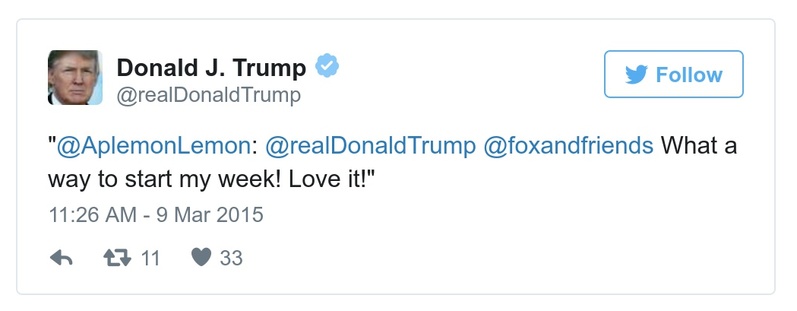 Donald J. Trump
@realDonaldTrump
Follow
"@AplemonLemon: @realDonaldTrump @foxandfriends What a
way to start my week! Love it!"
11:26 AM - 9 Mar 2015
11 33